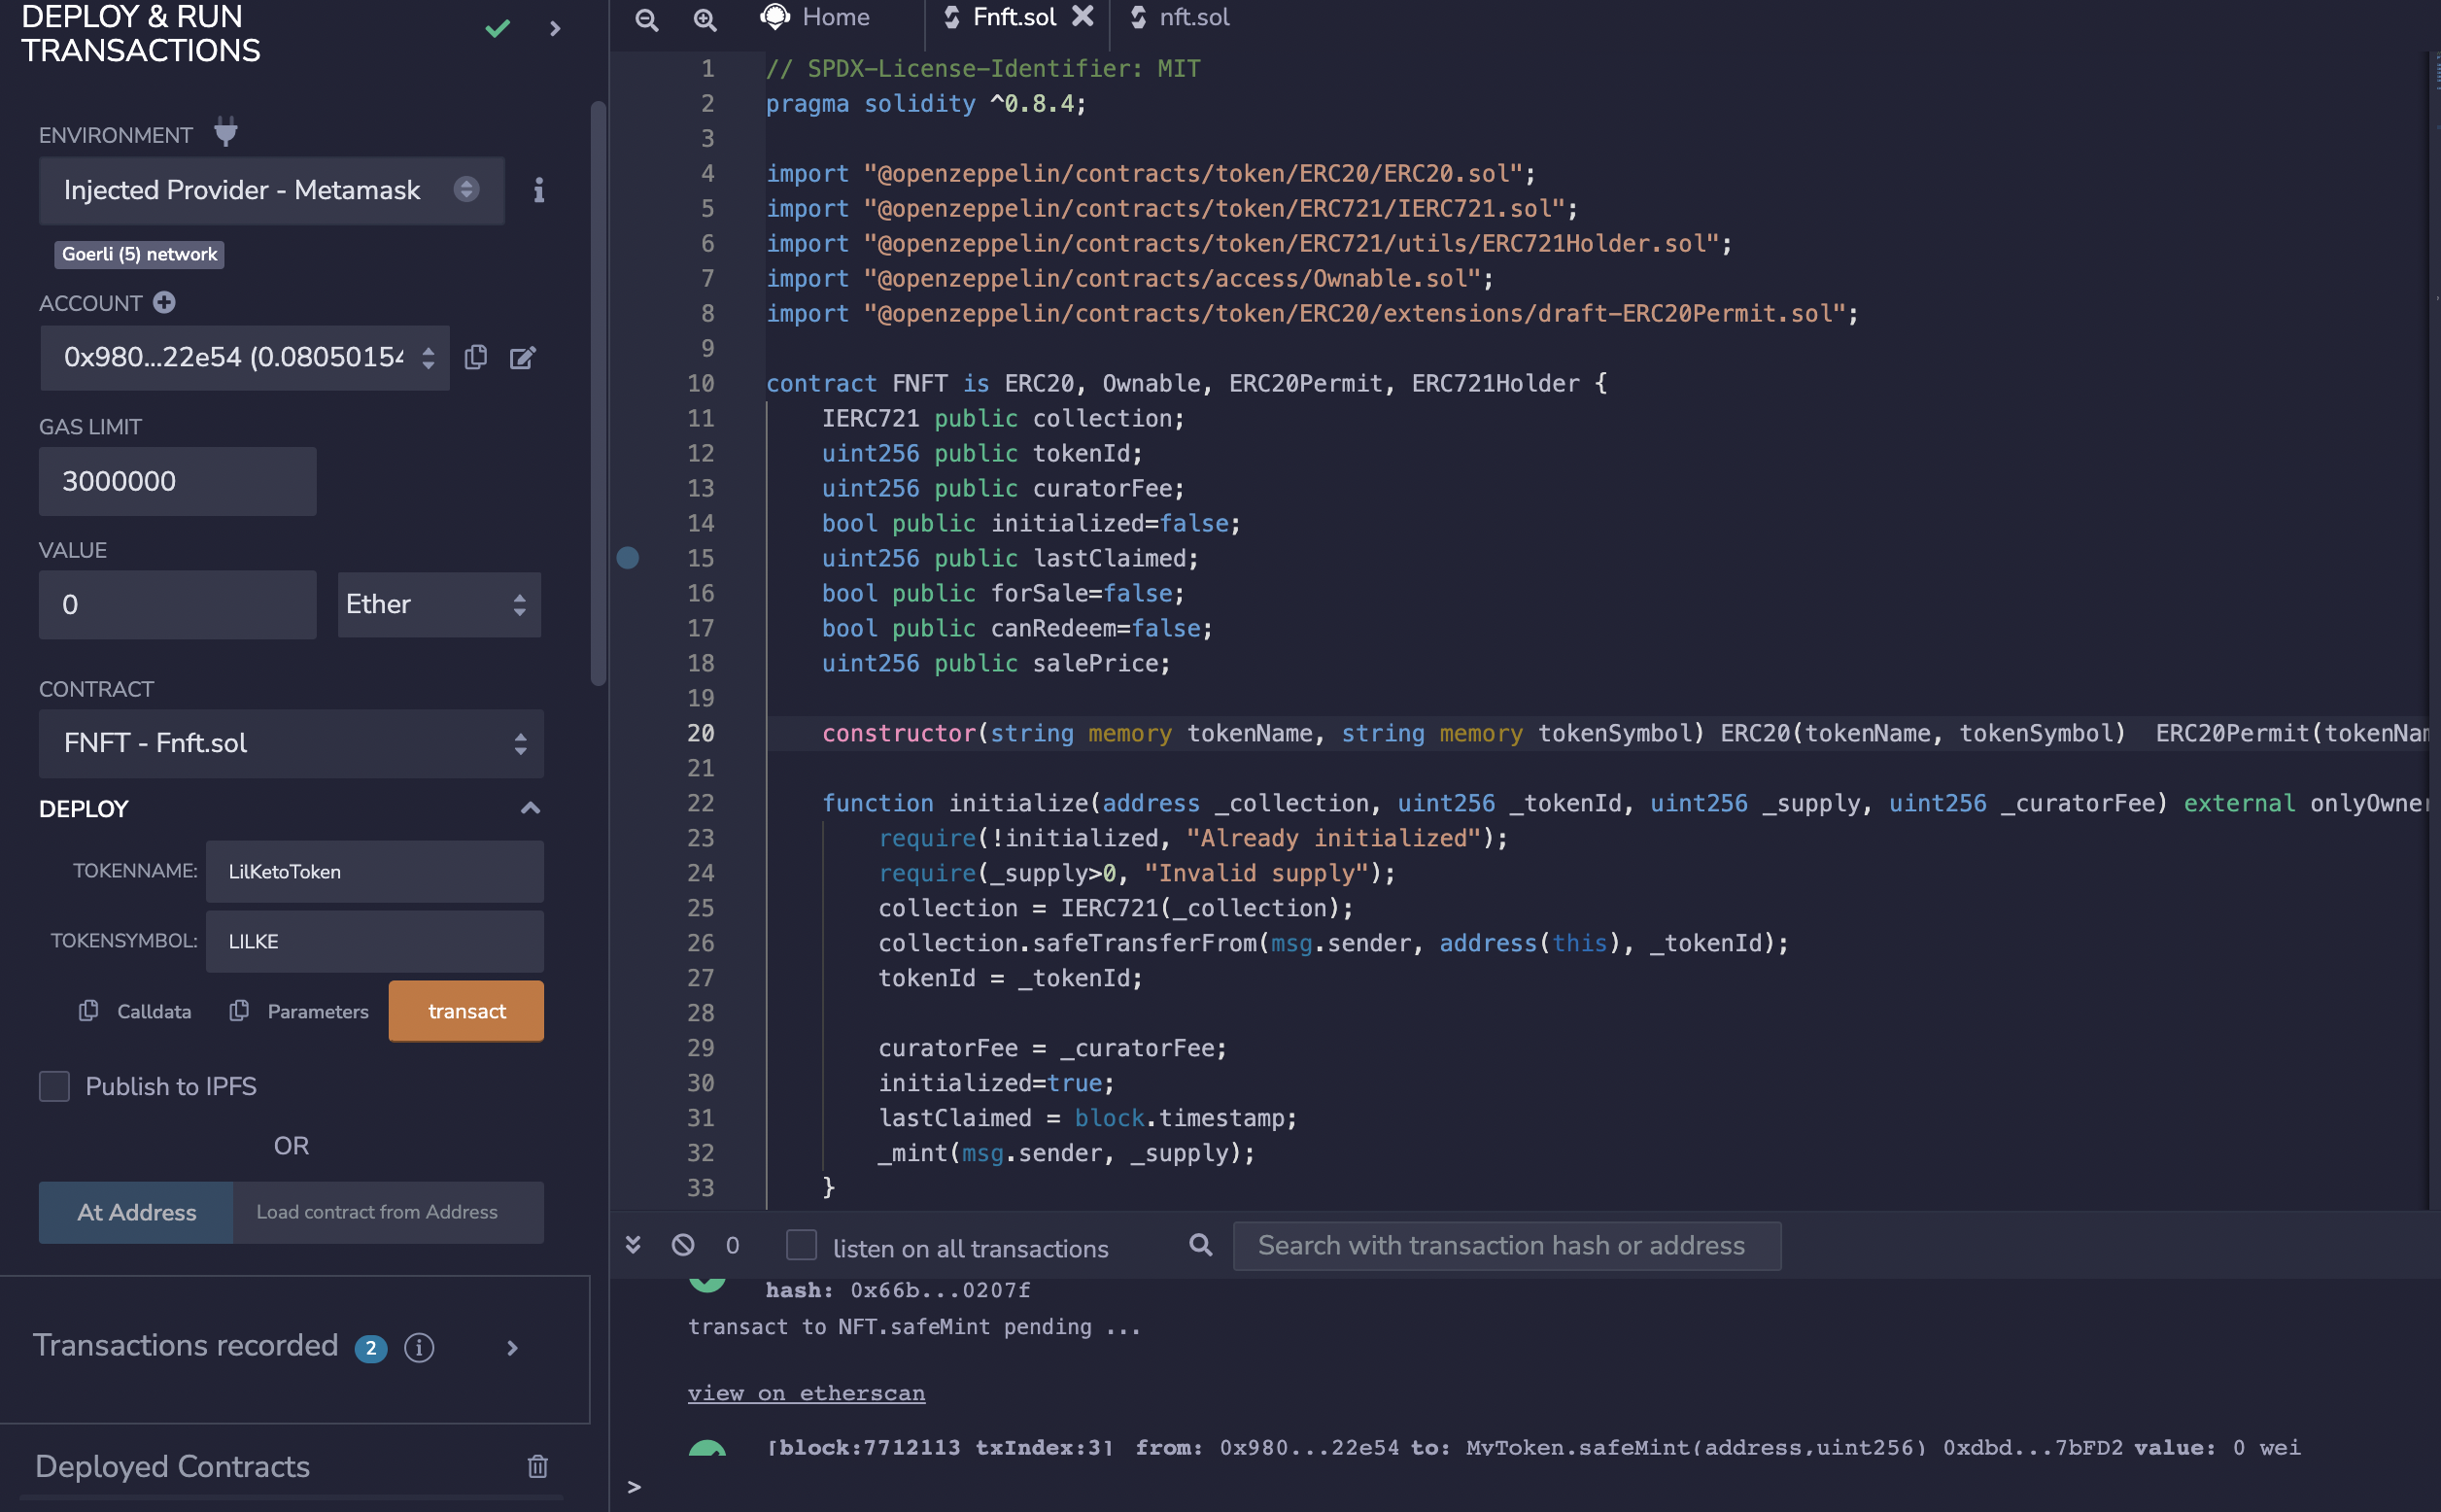 DEPLOY & RUN
TRANSACTIONS
ENVIRONMENT
Injected Provider - Metamask
Goerli (5) network
ACCOUNT
0x980...22e54 (0.08050154
GAS LIMIT
3000000
VALUE
0
Ether
CONTRACT
FNFT - Fnft.sol
DEPLOY
TOKENNAME: LilKetoToken
TOKENSYMBOL: LILKE
Calldata Parameters transact
Publish to IPFS
OR
At Address Load contract from Address
Transactions recorded 2
Deployed Contracts
Home Fnft.sol nft.sol
1 // SPDX-License-Identifier: MIT
2 pragma solidity ^0.8.4;
3
4 import "@openzeppelin/contracts/token/ERC20/ERC20.sol";
5 import "@openzeppelin/contracts/token/ERC721/IERC721.sol";
6 import "@openzeppelin/contracts/token/ERC721/utils/ERC721Holder.sol";
7 import "@openzeppelin/contracts/access/Ownable.sol";
8 import "@openzeppelin/contracts/token/ERC20/extensions/draft-ERC20Permit.sol";
9
10 contract FNFT is ERC20, Ownable, ERC20Permit, ERC721Holder {
11 IERC721 public collection;
12 uint256 public tokenId;
13 uint256 public curatorFee;
14 bool public initialized=false;
15 uint256 public lastClaimed;
16 bool public forSale=false;
17 bool public canRedeem=false;
18 uint256 public salePrice;
19
20 constructor(string memory tokenName, string memory tokenSymbol) ERC20(tokenName, tokenSymbol) ERC20Permit(tokenNam
21
22 function initialize(address _collection, uint256 _tokenId, uint256 _supply, uint256 _curatorFee) external onlyOwner
23 require(!initialized, "Already initialized");
24 require(_supply>0, "Invalid supply");
25 collection = IERC721(_collection);
26 collection.safeTransferFrom(msg.sender, address(this), _tokenId);
27 tokenId = _tokenId;
28
29 curatorFee = _curatorFee;
30 initialized=true;
31 lastClaimed = block.timestamp;
32 _mint(msg.sender, _supply);
33 }
0 listen on all transactions Search with transaction hash or address
hash: 0x66b...0207f
transact to NFT.safeMint pending ...
view on etherscan
[block:7712113 txIndex:3] from: 0x980...22e54 to: MyToken.safeMint(address,uint256) 0xdbd...7bFD2 value: 0 wei
>